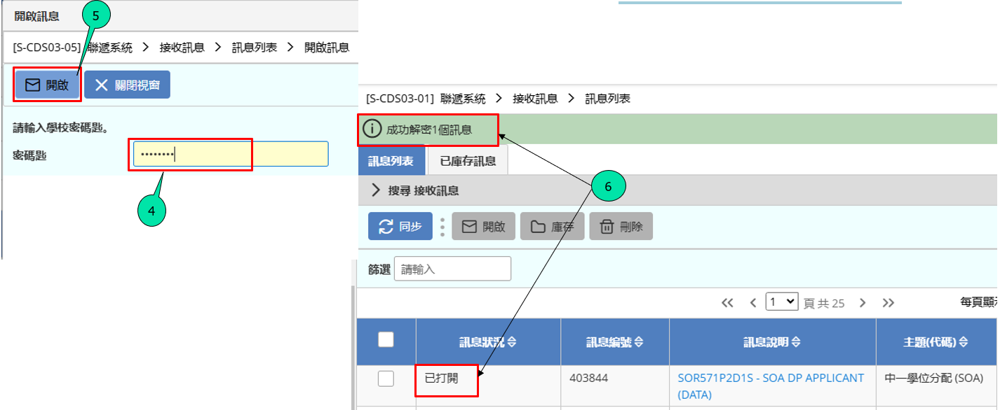 開啟訊息
5
[S-CDS03-05] 聯遞系統 > 接收訊息 > 訊息列表 > 開啟訊息
開啟
關閉視窗
請輸入學校密碼匙。
密碼匙
••••••••
4
[S-CDS03-01] 聯遞系統 > 接收訊息 > 訊息列表
成功解密1個訊息
訊息列表 已庫存訊息
搜尋 接收訊息
6
同步 開啟 庫存 刪除
篩選 請輸入
1 頁 共 25 每頁顯示
訊息狀況 訊息編號 訊息說明 主題(代碼)
已打開 403844 SOR571P2D1S - SOA DP APPLICANT 中一學位分配 (SOA)
(DATA)